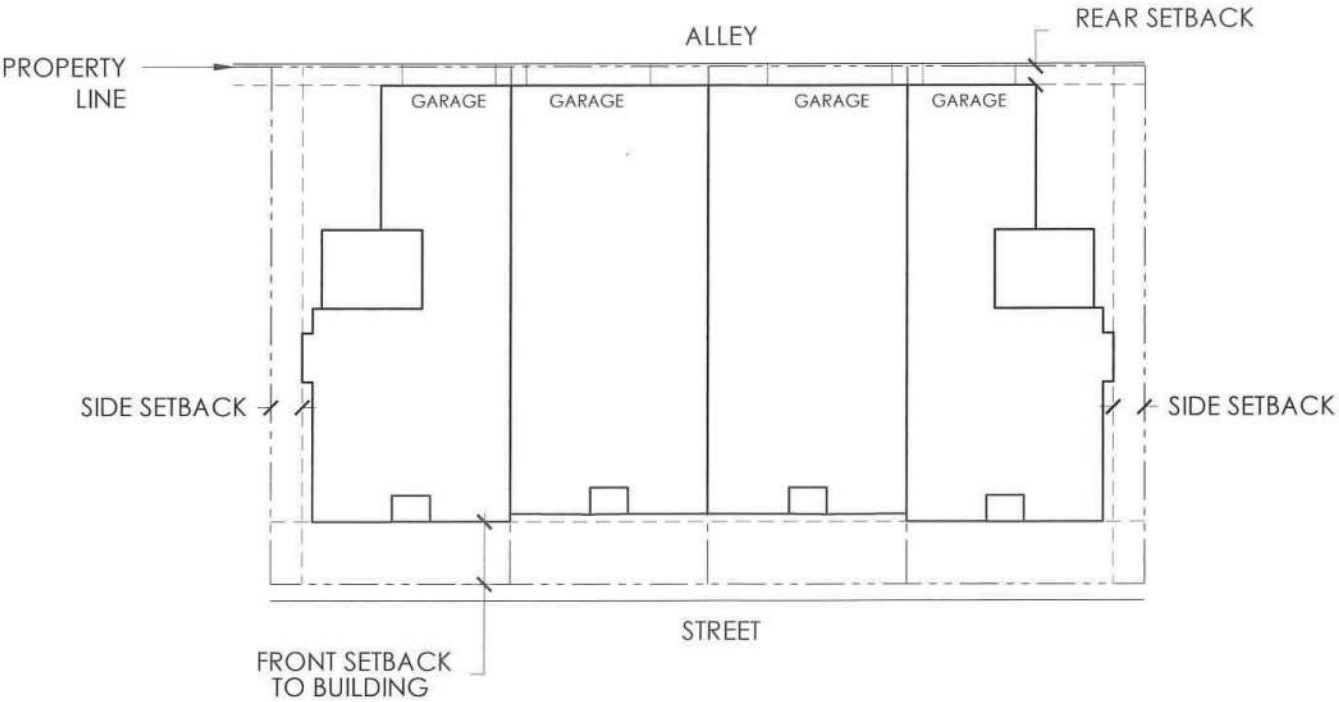 REAR SETBACK
ALLEY
PROPERTY
LINE
GARAGE
GARAGE
GARAGE
GARAGE
SIDE SETBACK
SIDE SETBACK
STREET
FRONT SETBACK
TO BUILDING